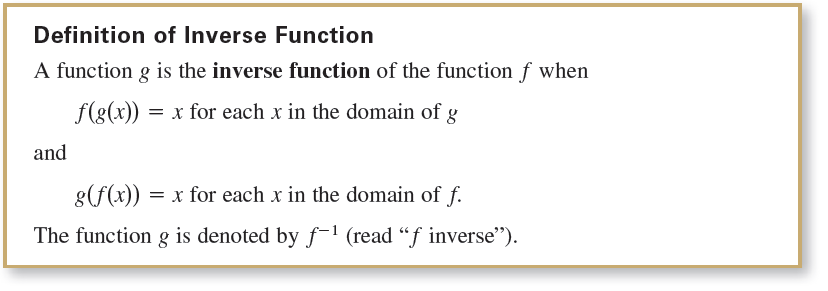 Definition of Inverse Function
A function g is the inverse function of the function f when
f(g(x)) = x for each x in the domain of g
and
g(f(x)) = x for each x in the domain of f.
The function g is denoted by f⁻¹ (read “f inverse”).